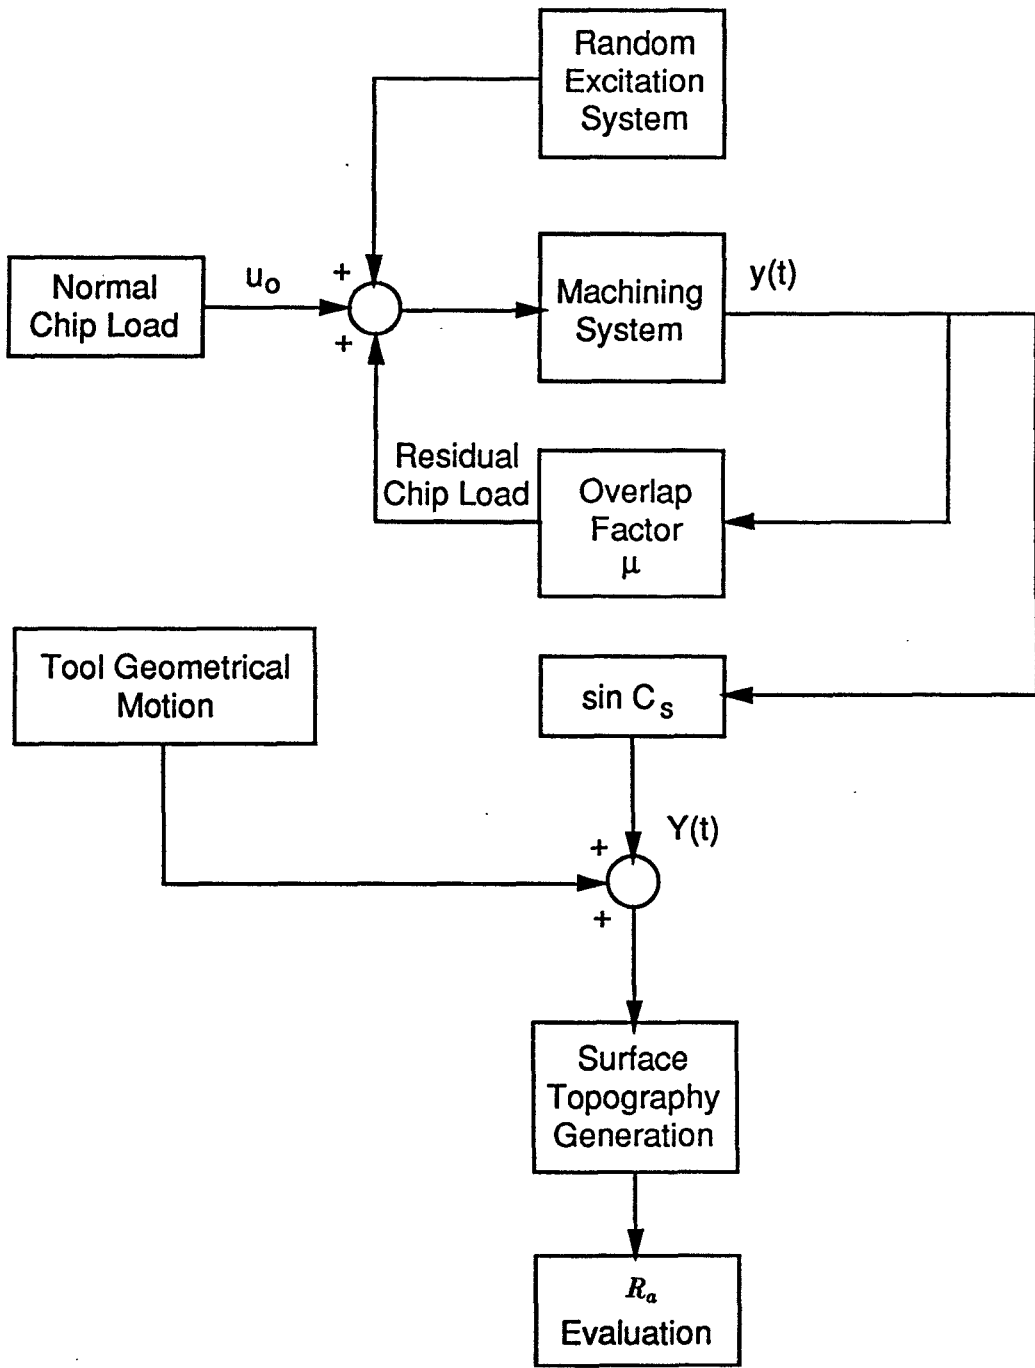 Random
Excitation
System
Normal
Chip Load
u₀
+
+
Machining
System
y(t)
Residual
Chip Load
Overlap
Factor
μ
Tool Geometrical
Motion
sin Cₛ
Y(t)
+
+
Surface
Topography
Generation
Rₐ
Evaluation